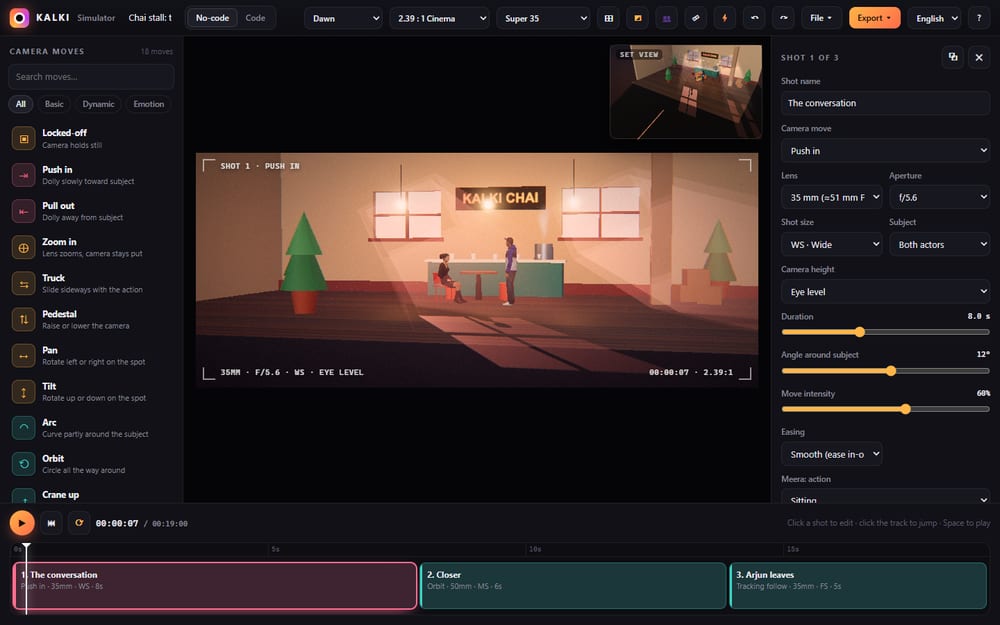 KALKI Simulator Chai stall: t No-code Code Dawn 2.39 : 1 Cinema Super 35 File Export English ?
CAMERA MOVES 18 moves
Search moves...
All Basic Dynamic Emotion
Locked-off
Camera holds still
Push in
Dolly slowly toward subject
Pull out
Dolly away from subject
Zoom in
Lens zooms, camera stays put
Truck
Slide sideways with the action
Pedestal
Raise or lower the camera
Pan
Rotate left or right on the spot
Tilt
Rotate up or down on the spot
Arc
Curve partly around the subject
Orbit
Circle all the way around
Crane up
SET VIEW
SHOT 1 · PUSH IN
KALKI CHAI
35MM · F/5.6 · WS · EYE LEVEL
00:00:07 · 2.39:1
SHOT 1 OF 3
Shot name
The conversation
Camera move
Push in
Lens Aperture
35 mm (≈51 mm F f/5.6
Shot size Subject
WS · Wide Both actors
Camera height
Eye level
Duration 8.0 s
Angle around subject 12°
Move intensity 60%
Easing
Smooth (ease in-o
Meera: action
Sitting
00:00:07 / 00:19:00
Click a shot to edit · click the track to jump · Space to play
0s 5s 10s 15s
1. The conversation
Push in · 35mm · WS · 8s
2. Closer
Orbit · 50mm · MS · 6s
3. Arjun leaves
Tracking follow · 35mm · FS · 5s